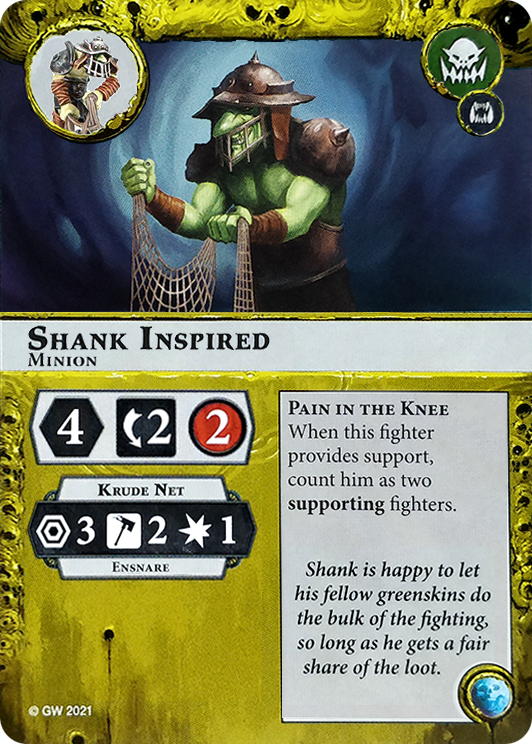 Shank Inspired
Minion
4 2 2
Krude Net
3 2 1
Ensnare
Pain in the Knee
When this fighter
provides support,
count him as two
supporting fighters.
Shank is happy to let
his fellow greenskins do
the bulk of the fighting,
so long as he gets a fair
share of the loot.
© GW 2021